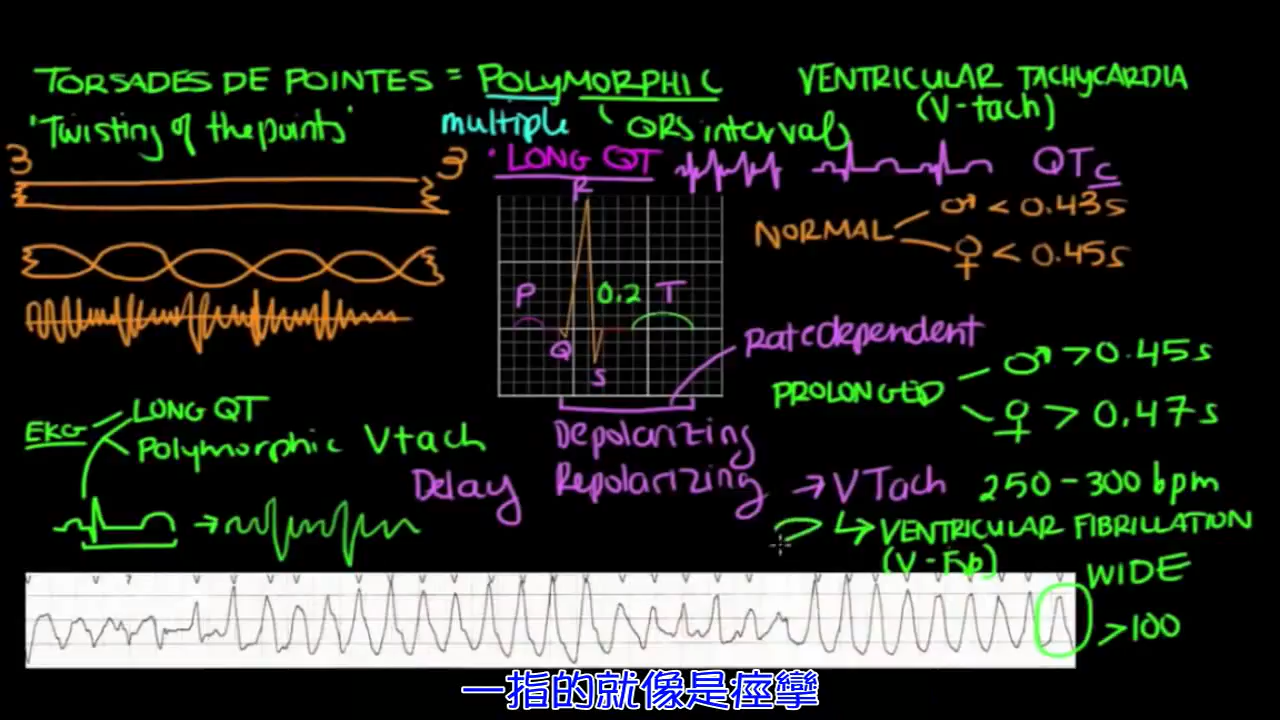 TORSADES DE POINTES = POLYMORPHIC VENTRICULAR TACHYCARDIA
(V-tach)
'Twisting of the points'
multiple QRS interval
• LONG QT
QTc
NORMAL ♂ < 0.43s
♀ < 0.45s
R
P
0.2
T
Q
S
Rate dependent
PROLONGED ♂ > 0.45s
♀ > 0.47s
EKG
LONG QT
Polymorphic Vtach
Depolarizing
Delay Repolarizing
→ VTach 250 - 300 bpm
↳ VENTRICULAR FIBRILLATION
(V-Fib)
WIDE
>100
一指的就像是痙攣